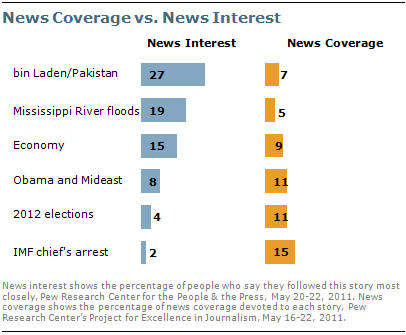 News Coverage vs. News Interest
News Interest News Coverage
bin Laden/Pakistan 27 7
Mississippi River floods 19 5
Economy 15 9
Obama and Mideast 8 11
2012 elections 4 11
IMF chief's arrest 2 15
News interest shows the percentage of people who say they followed this story most
closely, Pew Research Center for the People & the Press, May 20-22, 2011. News
coverage shows the percentage of news coverage devoted to each story, Pew
Research Center's Project for Excellence in Journalism, May 16-22, 2011.